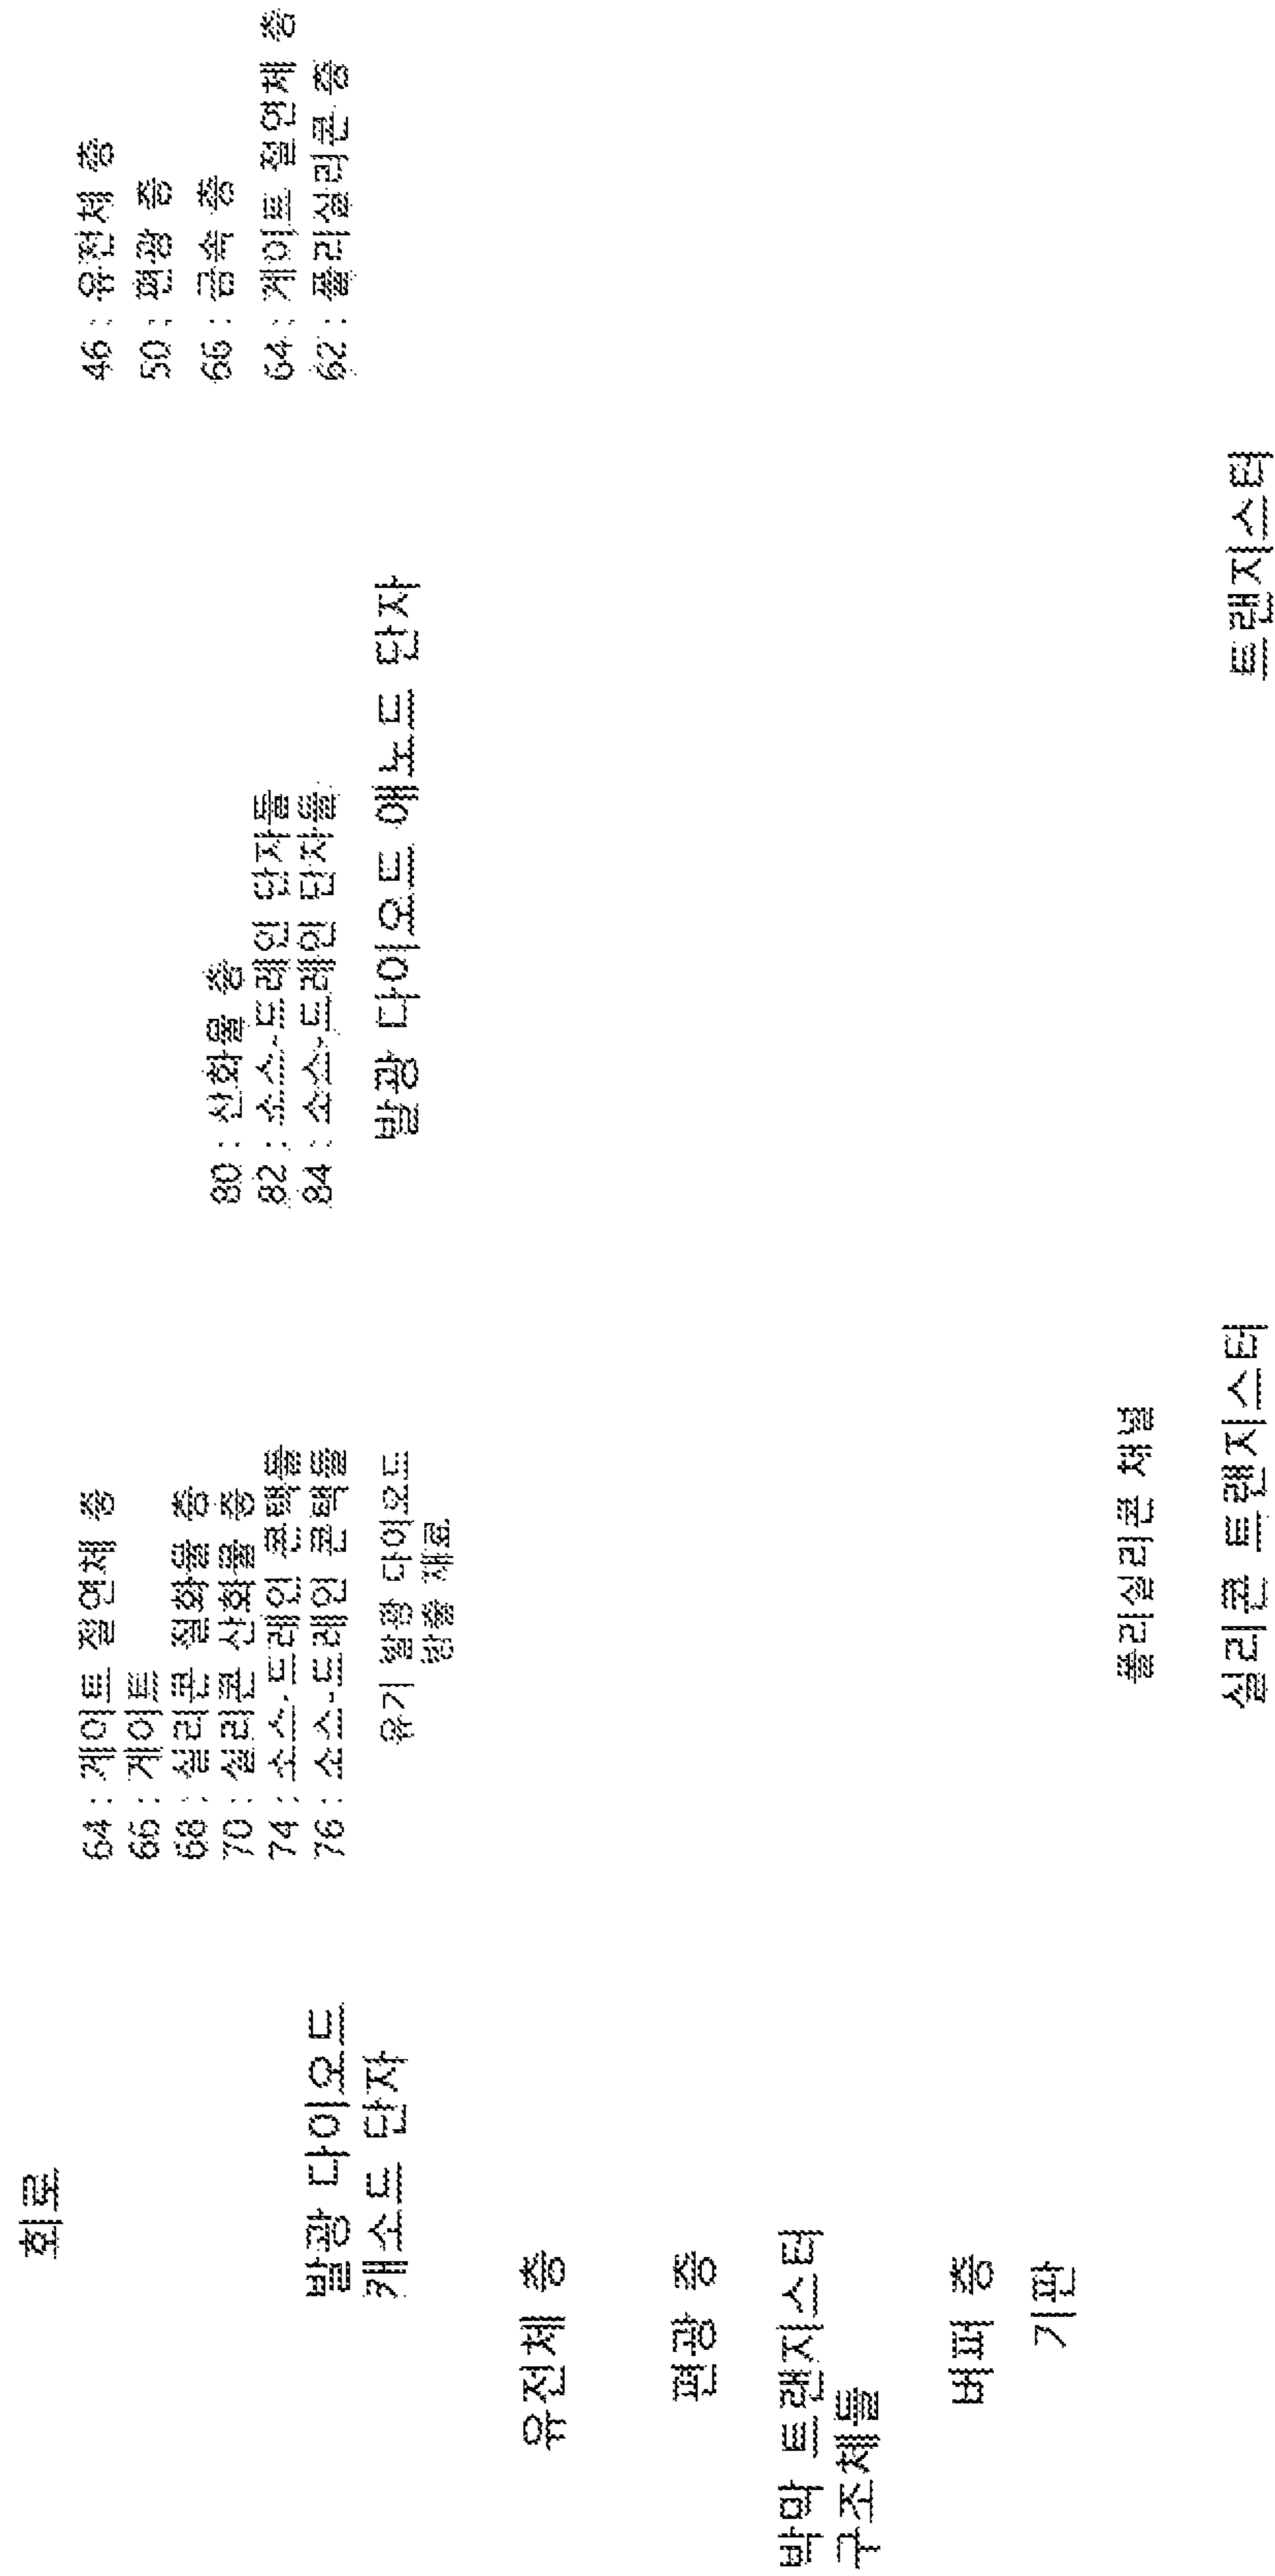 회로
64 : 게이트 절연체 층
66 : 게이트
68 : 실리콘 질화물 층
70 : 실리콘 산화물 층
74 : 소스-드레인 콘택들
76 : 소스-드레인 콘택들
80 : 산화물 층
82 : 소스-드레인 단자들
84 : 소스-드레인 단자들
46 : 유전체 층
50 : 편광 층
66 : 금속 층
64 : 게이트 절연체 층
62 : 폴리실리콘 층
발광 다이오드
캐소드 단자
유기 발광 다이오드
방출 재료
발광 다이오드 애노드 단자
유전체 층
편광 층
박막 트랜지스터
구조체들
버퍼 층
기판
폴리실리콘 채널
실리콘 트랜지스터
트랜지스터